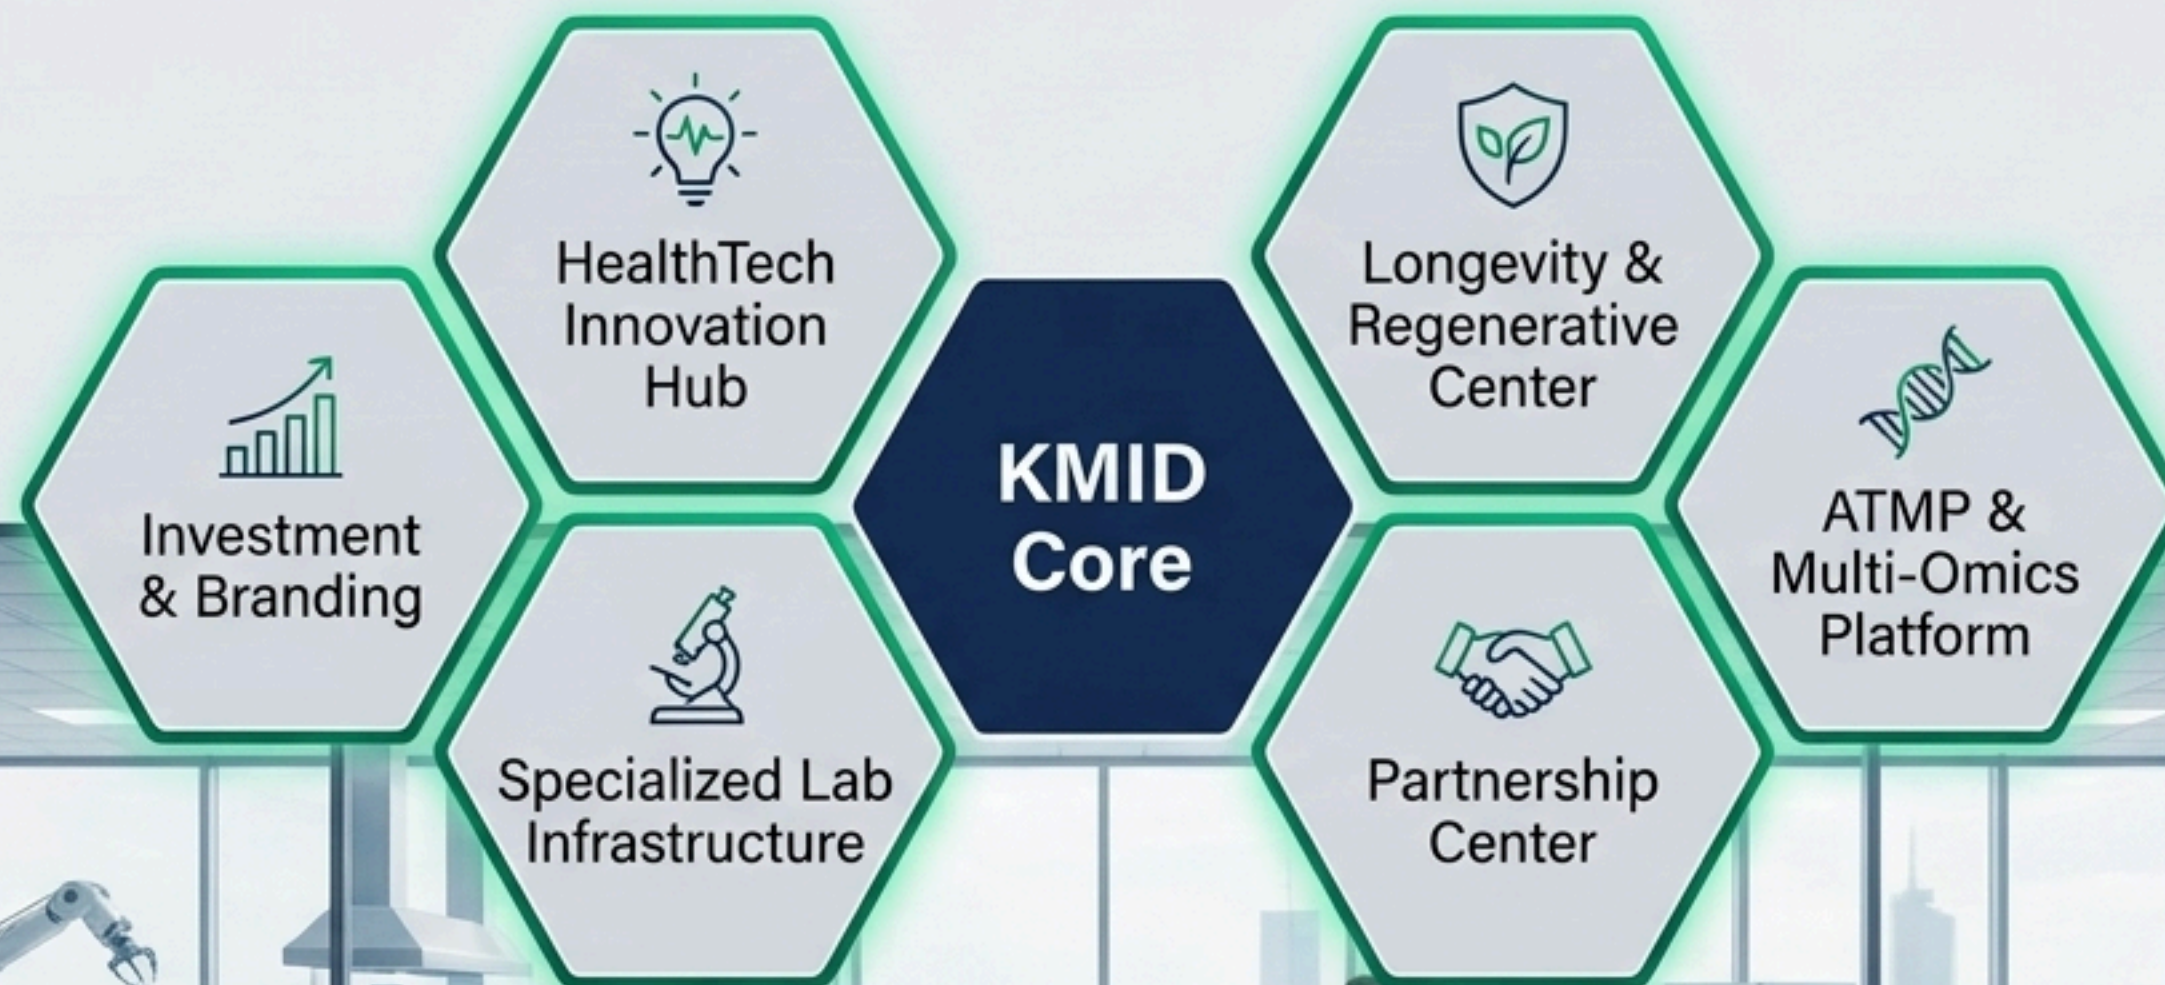 HealthTech
Innovation
Hub
Longevity &
Regenerative
Center
Investment
& Branding
KMID
Core
ATMP &
Multi-Omics
Platform
Specialized Lab
Infrastructure
Partnership
Center